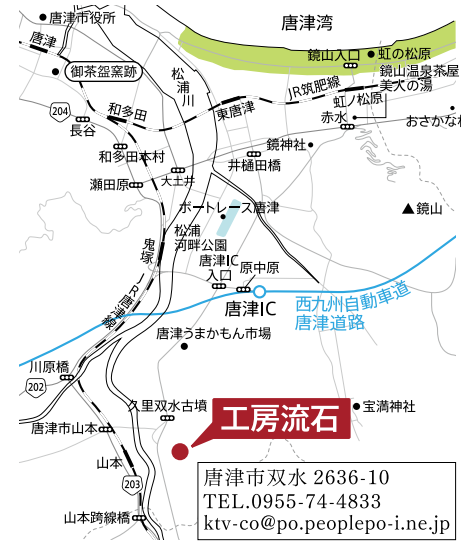 唐津市役所
唐津湾
唐津
御茶盌窯跡
松浦川
鏡山入口
虹の松原
JR筑肥線
鏡山温泉茶屋
美人の湯
虹ノ松原
204
和多田
東唐津
赤水
おさかな村
長谷
和多田本村
鏡神社
井樋田橋
瀬田原
大土井
ボートレース唐津
鏡山
鬼塚
松浦
河畔公園
唐津IC
入口
原中原
JR唐津線
唐津IC
西九州自動車道
唐津道路
唐津うまかもん市場
川原橋
202
久里双水古墳
工房流石
宝満神社
唐津市山本
山本
203
山本跨線橋
唐津市双水 2636-10
TEL.0955-74-4833
ktv-co@po.peoplepo-i.ne.jp